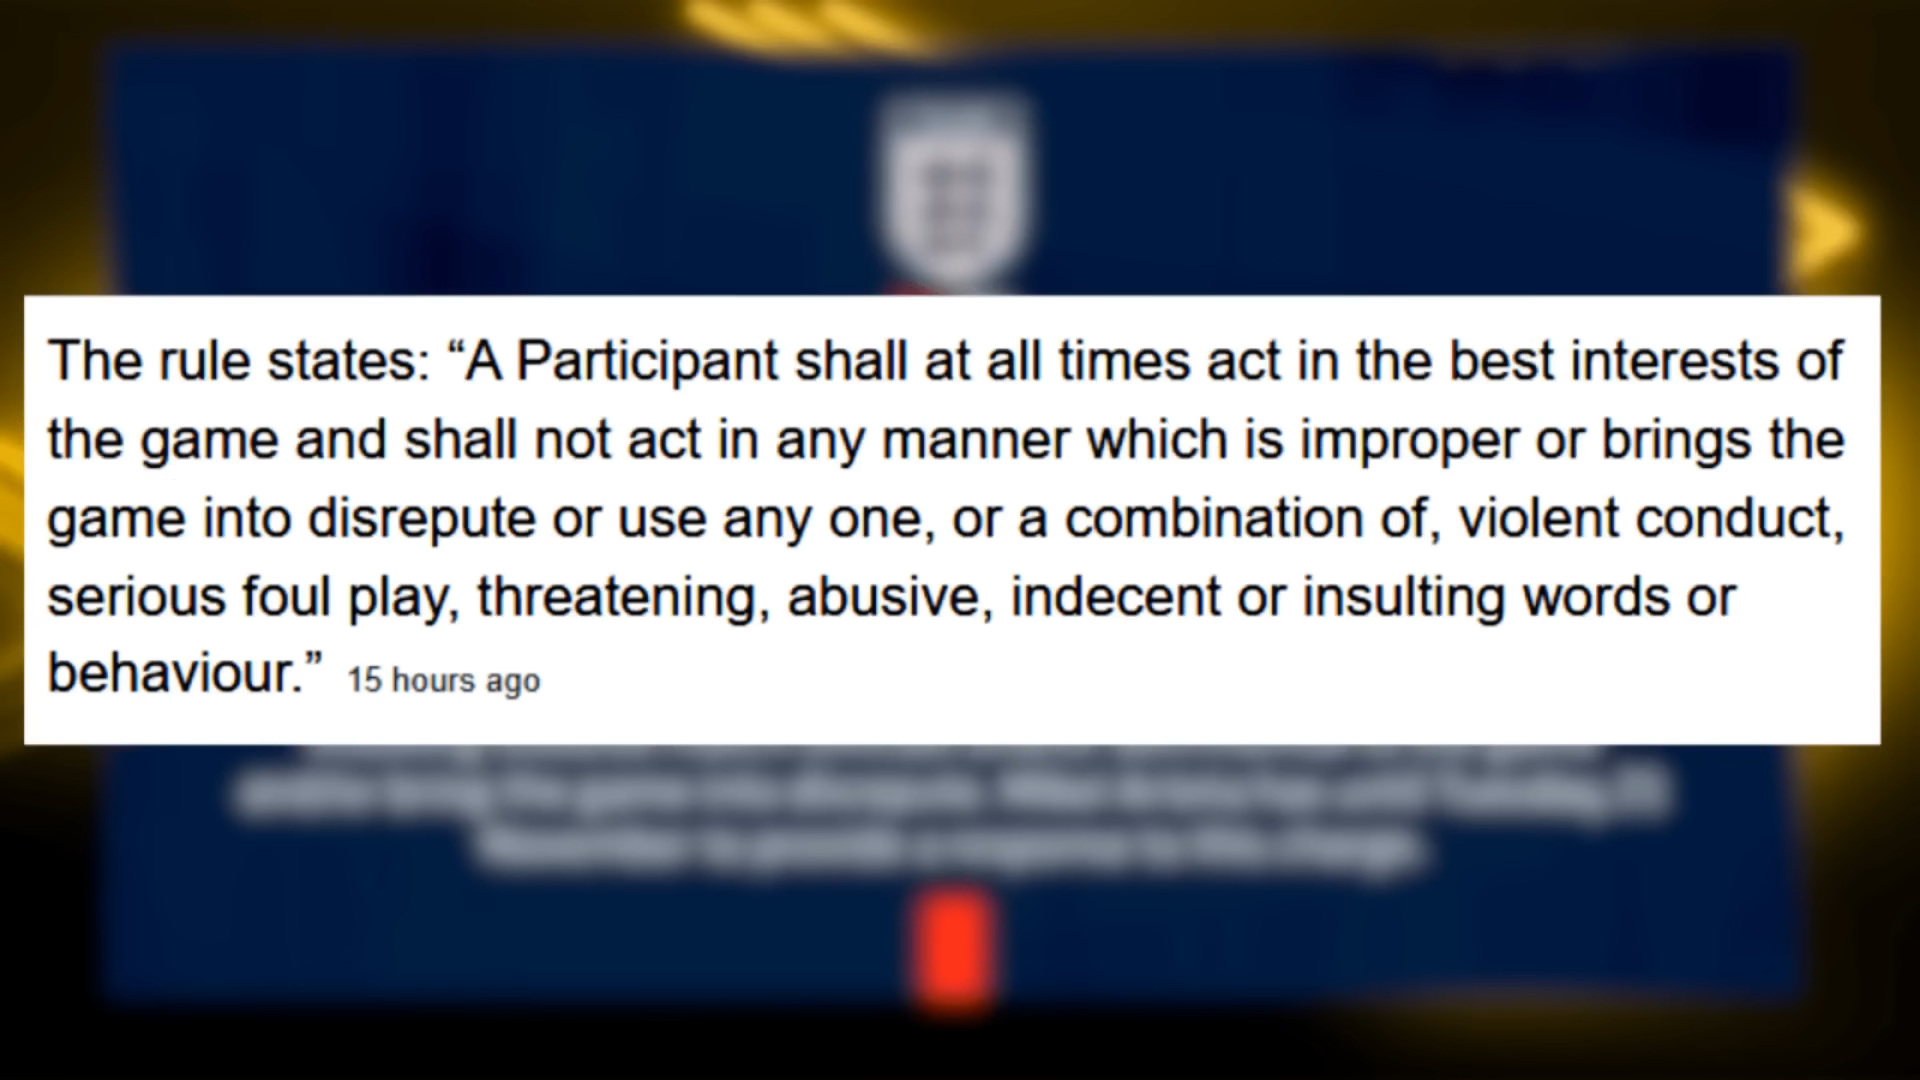 The rule states: “A Participant shall at all times act in the best interests of
the game and shall not act in any manner which is improper or brings the
game into disrepute or use any one, or a combination of, violent conduct,
serious foul play, threatening, abusive, indecent or insulting words or
behaviour.” 15 hours ago